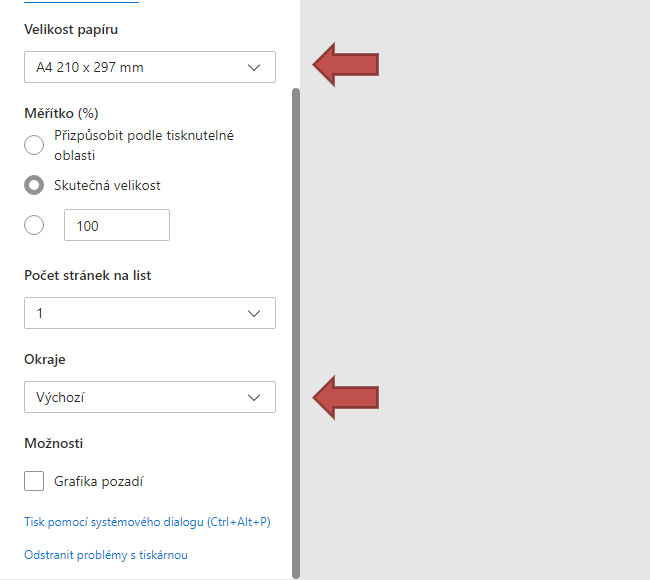 Velikost papíru
A4 210 x 297 mm
Měřítko (%)
Přizpůsobit podle tisknutelné
oblasti
Skutečná velikost
100
Počet stránek na list
1
Okraje
Výchozí
Možnosti
Grafika pozadí
Tisk pomocí systémového dialogu (Ctrl+Alt+P)
Odstranit problémy s tiskárnou